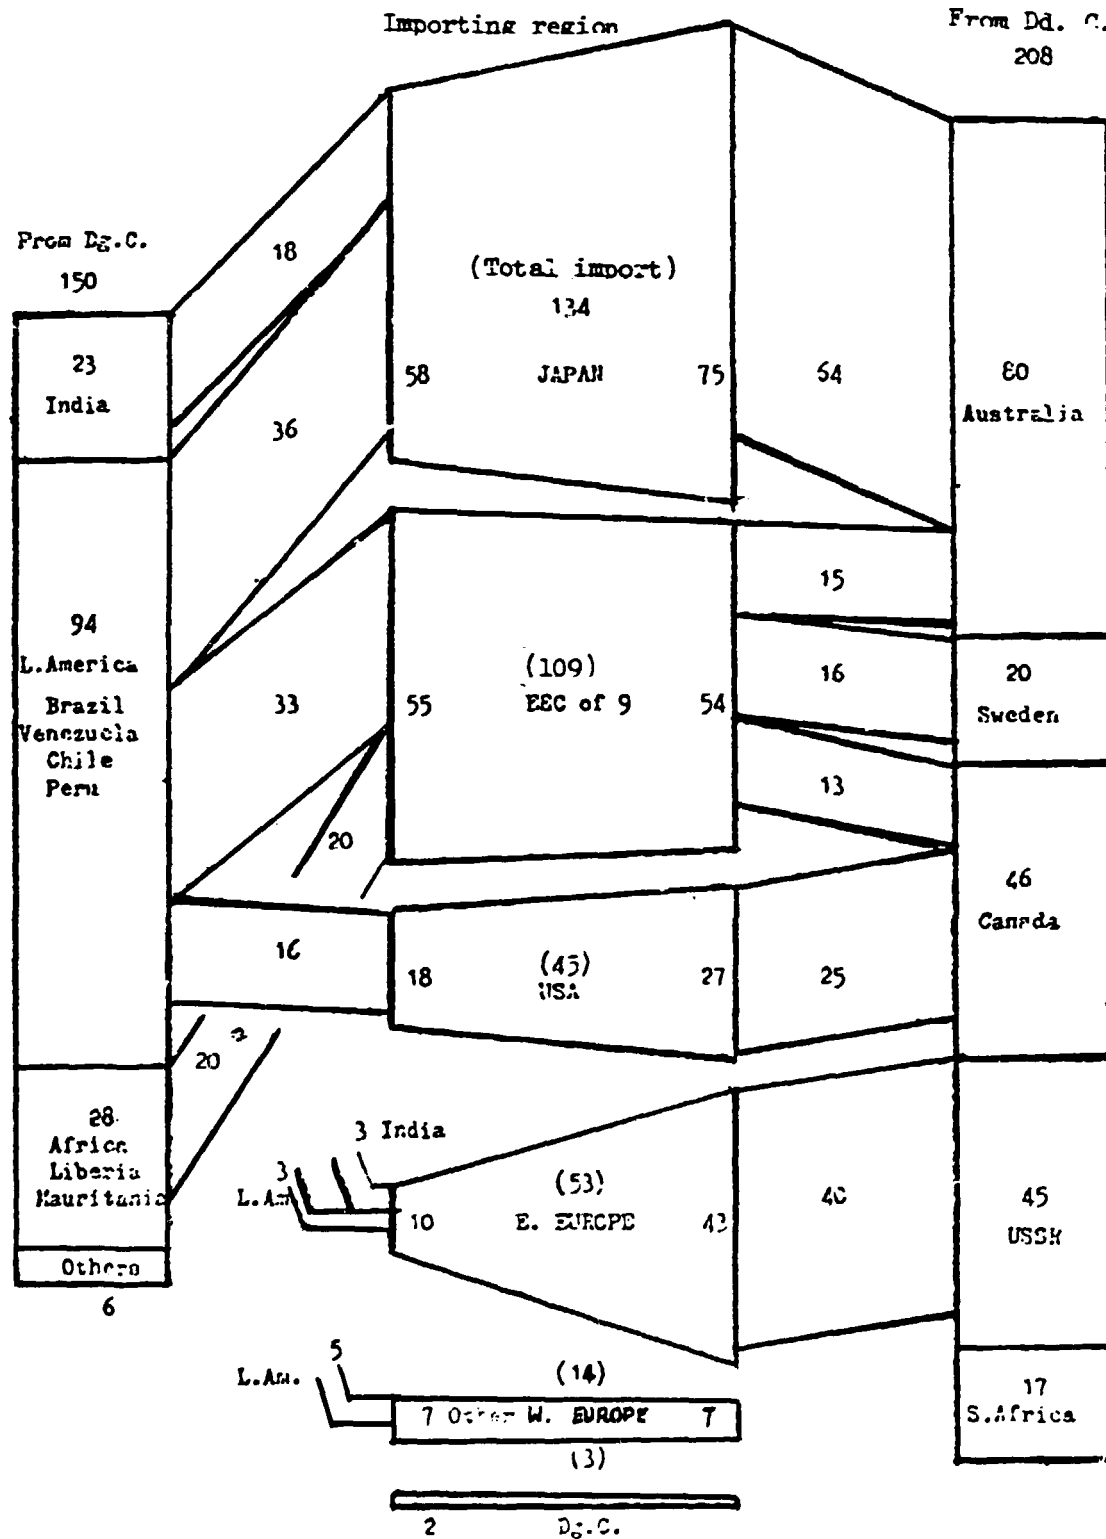 Importing region
From Dd. C.
208
From Dg.C.
150
23
India
94
L.America
Brazil
Venezuela
Chile
Peru
28
Africa
Liberia
Mauritania
Others
6
18
36
33
20
16
20
(Total import)
134
58 JAPAN 75
(109)
55 EEC of 9 54
(45)
18 USA 27
3 India
3
L.Am.
(53)
10 E. EUROPE 43
5
L.Am.
(14)
7 Other W. EUROPE 7
(3)
2 Dg.C.
64
15
16
13
25
40
80
Australia
20
Sweden
46
Canada
45
USSR
17
S.Africa